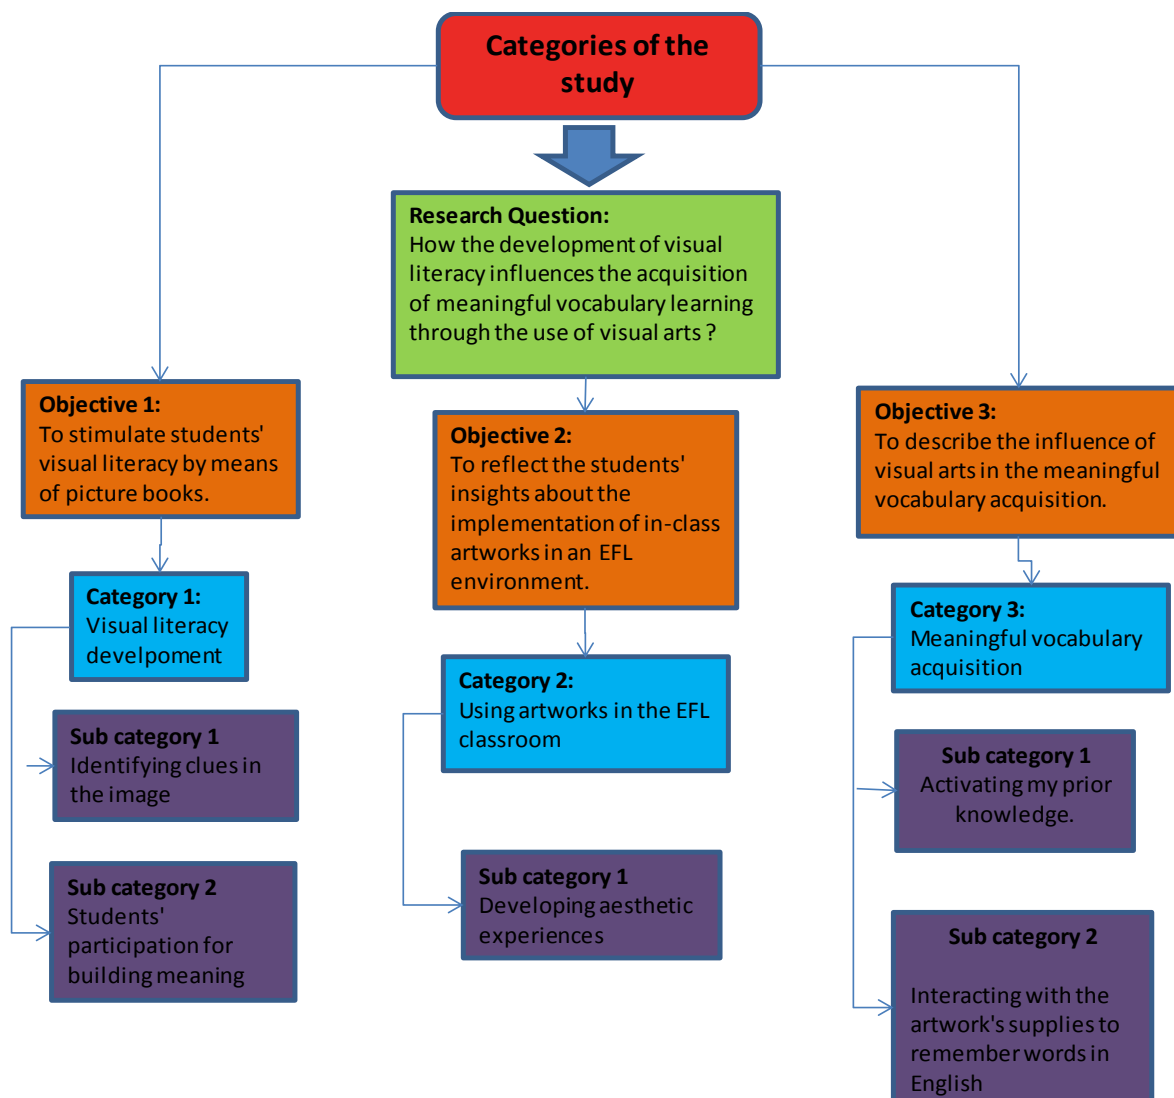 Categories of the
study
Research Question:
How the development of visual
literacy influences the acquisition
of meaningful vocabulary learning
through the use of visual arts ?
Objective 1:
To stimulate students'
visual literacy by means
of picture books.
Objective 2:
To reflect the students'
insights about the
implementation of in-class
artworks in an EFL
environment.
Objective 3:
To describe the influence of
visual arts in the meaningful
vocabulary acquisition.
Category 1:
Visual literacy
develpoment
Category 2:
Using artworks in the EFL
classroom
Category 3:
Meaningful vocabulary
acquisition
Sub category 1
Identifying clues in
the image
Sub category 2
Students'
participation for
building meaning
Sub category 1
Developing aesthetic
experiences
Sub category 1
Activating my prior
knowledge.
Sub category 2
Interacting with the
artwork's supplies to
remember words in
English